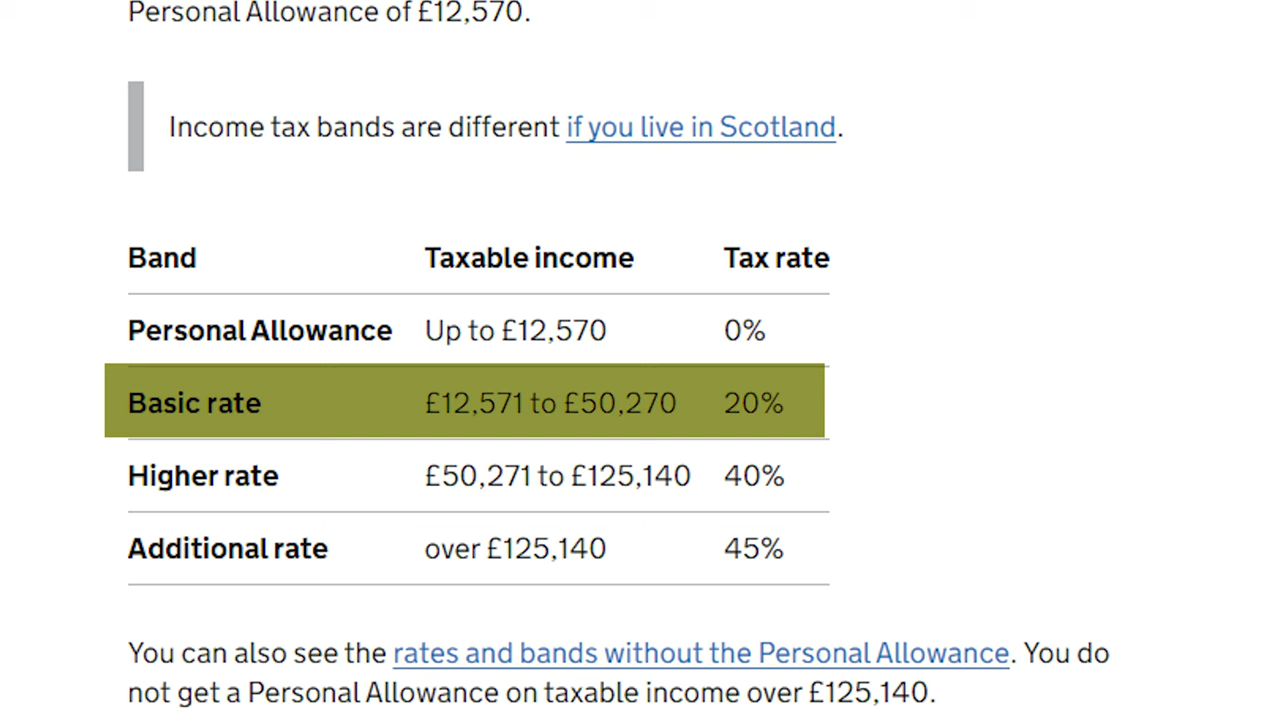 Personal Allowance of £12,570.
Income tax bands are different if you live in Scotland.
Band Taxable income Tax rate
Personal Allowance Up to £12,570 0%
Basic rate £12,571 to £50,270 20%
Higher rate £50,271 to £125,140 40%
Additional rate over £125,140 45%
You can also see the rates and bands without the Personal Allowance. You do
not get a Personal Allowance on taxable income over £125,140.